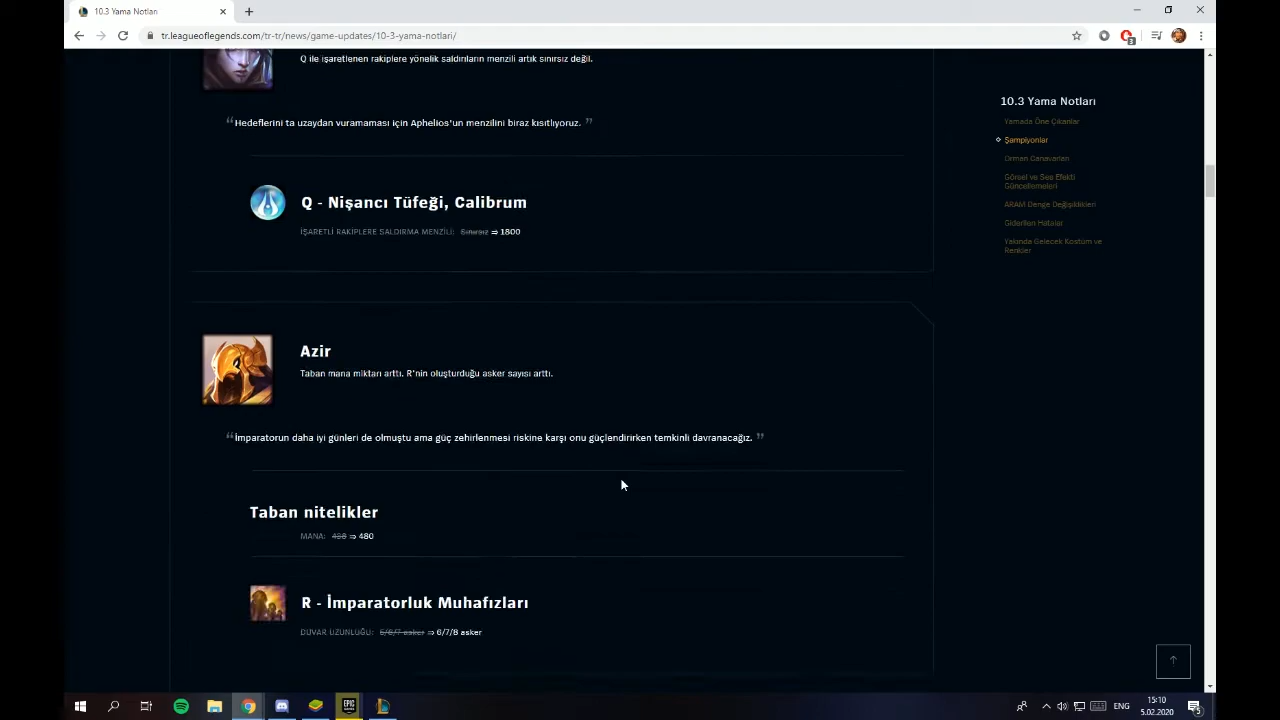 10.3 Yama Notları
tr.leagueoflegends.com/tr-tr/news/game-updates/10-3-yama-notlari/
Q ile işaretlenen rakiplere yönelik saldırıların menzili artık sınırsız değil.
“ Hedeflerini ta uzaydan vuramaması için Aphelios'un menzilini biraz kısıtlıyoruz. ”
Q - Nişancı Tüfeği, Calibrum
İŞARETLİ RAKİPLERE SALDIRMA MENZİLİ: Sınırsız ⇒ 1800
Azir
Taban mana miktarı arttı. R'nin oluşturduğu asker sayısı arttı.
“ İmparatorun daha iyi günleri de olmuştu ama güç zehirlenmesi riskine karşı onu güçlendirirken temkinli davranacağız. ”
Taban nitelikler
MANA: 438 ⇒ 480
R - İmparatorluk Muhafızları
DUVAR UZUNLUĞU: 5/6/7 asker ⇒ 6/7/8 asker
10.3 Yama Notları
Yamada Öne Çıkanlar
Şampiyonlar
Orman Canavarları
Görsel ve Ses Efekti
Güncellemeleri
ARAM Denge Değişiklikleri
Giderilen Hatalar
Yakında Gelecek Kostüm ve
Renkler
EPIC
ENG
15:10
5.02.2020